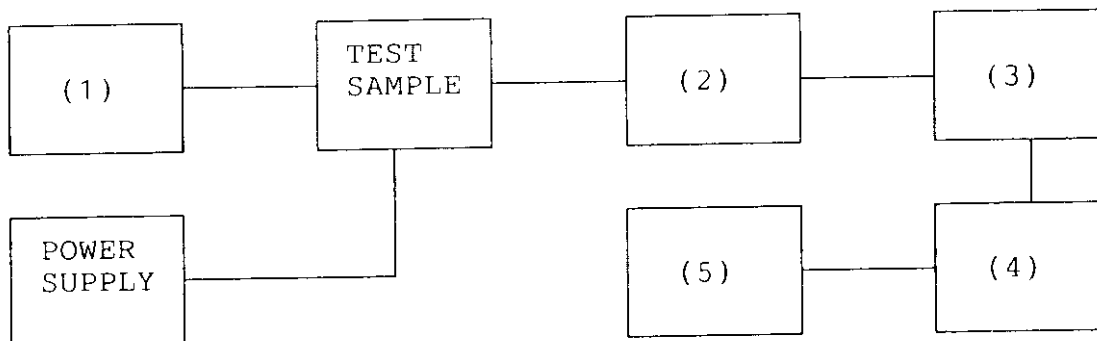 (1)
TEST
SAMPLE
(2)
(3)
POWER
SUPPLY
(5)
(4)